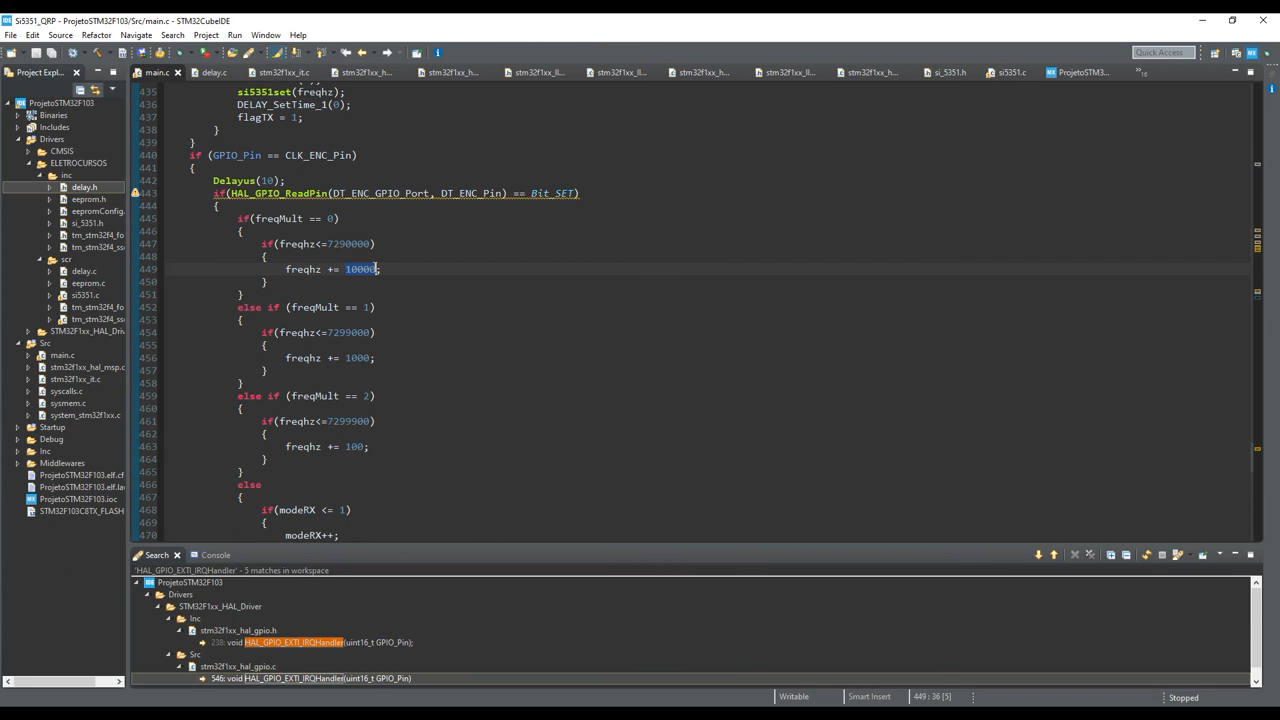 Si5351_QRP - ProjetoSTM32F103/Src/main.c - STM32CubeIDE
File Edit Source Refactor Navigate Search Project Run Window Help
Quick Access
Project Expl...
main.c
delay.c
stm32f1xx_it.c
stm32f1xx_h...
stm32f1xx_h...
stm32f1xx_ll...
stm32f1xx_ll...
stm32f1xx_h...
stm32f1xx_ll...
stm32f1xx_h...
si_5351.h
si5351.c
ProjetoSTM3...
16
ProjetoSTM32F103
Binaries
Includes
Drivers
CMSIS
ELETROCURSOS
inc
delay.h
eeprom.h
eepromConfig.
si_5351.h
tm_stm32f4_fo
tm_stm32f4_ss
scr
delay.c
eeprom.c
si5351.c
tm_stm32f4_fo
tm_stm32f4_ss
STM32F1xx_HAL_Driv
Src
main.c
stm32f1xx_hal_msp.c
stm32f1xx_it.c
syscalls.c
sysmem.c
system_stm32f1xx.c
Startup
Debug
Inc
Middlewares
ProjetoSTM32F103.elf.cf
ProjetoSTM32F103.elf.la
ProjetoSTM32F103.ioc
STM32F103C8TX_FLASH
435 si5351set(freqhz);
436 DELAY_SetTime_1(0);
437 flagTX = 1;
438 }
439 }
440 if (GPIO_Pin == CLK_ENC_Pin)
441 {
442 Delayus(10);
443 if(HAL_GPIO_ReadPin(DT_ENC_GPIO_Port, DT_ENC_Pin) == Bit_SET)
444 {
445 if(freqMult == 0)
446 {
447 if(freqhz<=7290000)
448 {
449 freqhz += 10000;
450 }
451 }
452 else if (freqMult == 1)
453 {
454 if(freqhz<=7299000)
455 {
456 freqhz += 1000;
457 }
458 }
459 else if (freqMult == 2)
460 {
461 if(freqhz<=7299900)
462 {
463 freqhz += 100;
464 }
465 }
466 else
467 {
468 if(modeRX <= 1)
469 {
470 modeRX++;
Search Console
'HAL_GPIO_EXTI_IRQHandler' - 5 matches in workspace
ProjetoSTM32F103
Drivers
STM32F1xx_HAL_Driver
Inc
stm32f1xx_hal_gpio.h
238: void HAL_GPIO_EXTI_IRQHandler(uint16_t GPIO_Pin);
Src
stm32f1xx_hal_gpio.c
546: void HAL_GPIO_EXTI_IRQHandler(uint16_t GPIO_Pin)
Writable Smart Insert 449 : 36 [5] Stopped